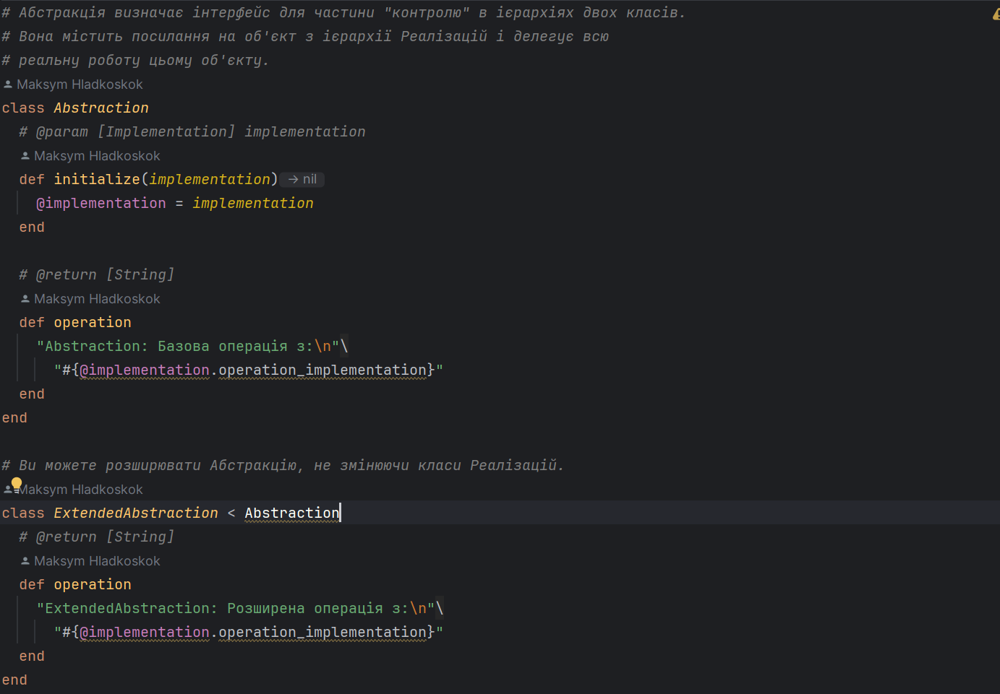 # Абстракція визначає інтерфейс для частини "контролю" в ієрархіях двох класів.
# Вона містить посилання на об'єкт з ієрархії Реалізацій і делегує всю
# реальну роботу цьому об'єкту.
Maksym Hladkoskok
class Abstraction
  # @param [Implementation] implementation
  Maksym Hladkoskok
  def initialize(implementation) → nil
    @implementation = implementation
  end

  # @return [String]
  Maksym Hladkoskok
  def operation
    "Abstraction: Базова операція з:\n"\
      "#{@implementation.operation_implementation}"
  end
end

# Ви можете розширювати Абстракцію, не змінюючи класи Реалізацій.
Maksym Hladkoskok
class ExtendedAbstraction < Abstraction
  # @return [String]
  Maksym Hladkoskok
  def operation
    "ExtendedAbstraction: Розширена операція з:\n"\
      "#{@implementation.operation_implementation}"
  end
end